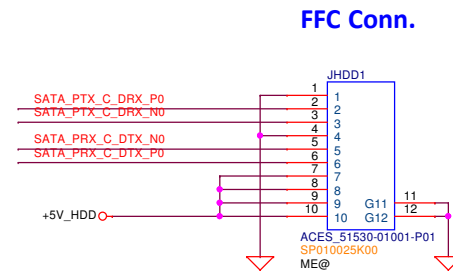 FFC Conn.
JHDD1
1 1
SATA_PTX_C_DRX_P0 2 2
SATA_PTX_C_DRX_N0 3 3
4 4
SATA_PRX_C_DTX_N0 5 5
SATA_PRX_C_DTX_P0 6 6
7 7
8 8
9 9 G11 11
+5V_HDD 10 10 G12 12
ACES_51530-01001-P01
SP010025K00
ME@